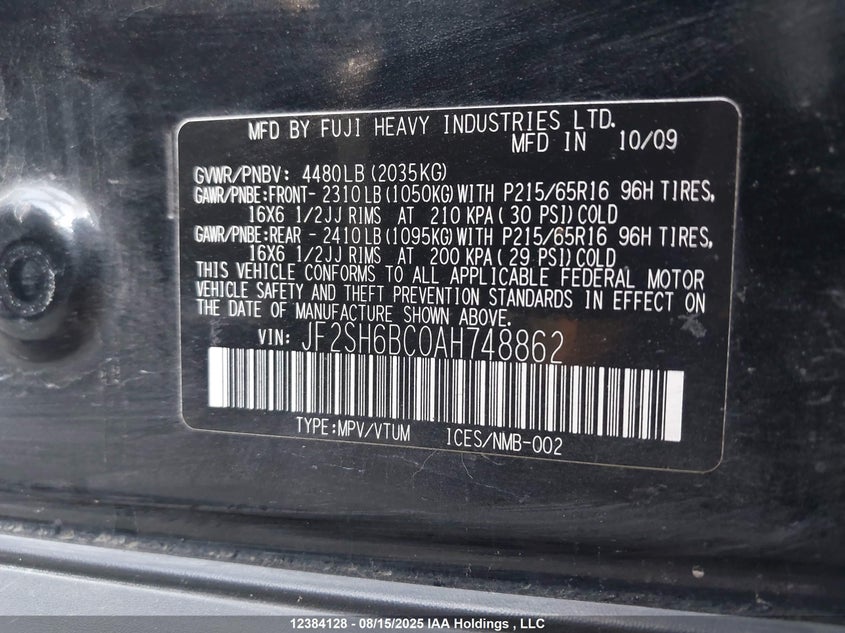 MFD BY FUJI HEAVY INDUSTRIES LTD.
MFD IN 10/09
GVWR/PNBV: 4480LB (2035KG)
GAWR/PNBE:FRONT- 2310LB (1050KG) WITH P215/65R16 96H TIRES,
16X6 1/2JJ RIMS AT 210 KPA ( 30 PSI) COLD
GAWR/PNBE:REAR - 2410LB (1095KG) WITH P215/65R16 96H TIRES,
16X6 1/2JJ RIMS AT 200 KPA ( 29 PSI) COLD
THIS VEHICLE CONFORMS TO ALL APPLICABLE FEDERAL MOTOR
VEHICLE SAFETY AND THEFT PREVENTION STANDARDS IN EFFECT ON
THE DATE OF MANUFACTURE SHOWN ABOVE.
VIN: JF2SH6BC0AH748862
TYPE:MPV/VTUM ICES/NMB-002
12384128 - 08/15/2025 IAA Holdings , LLC